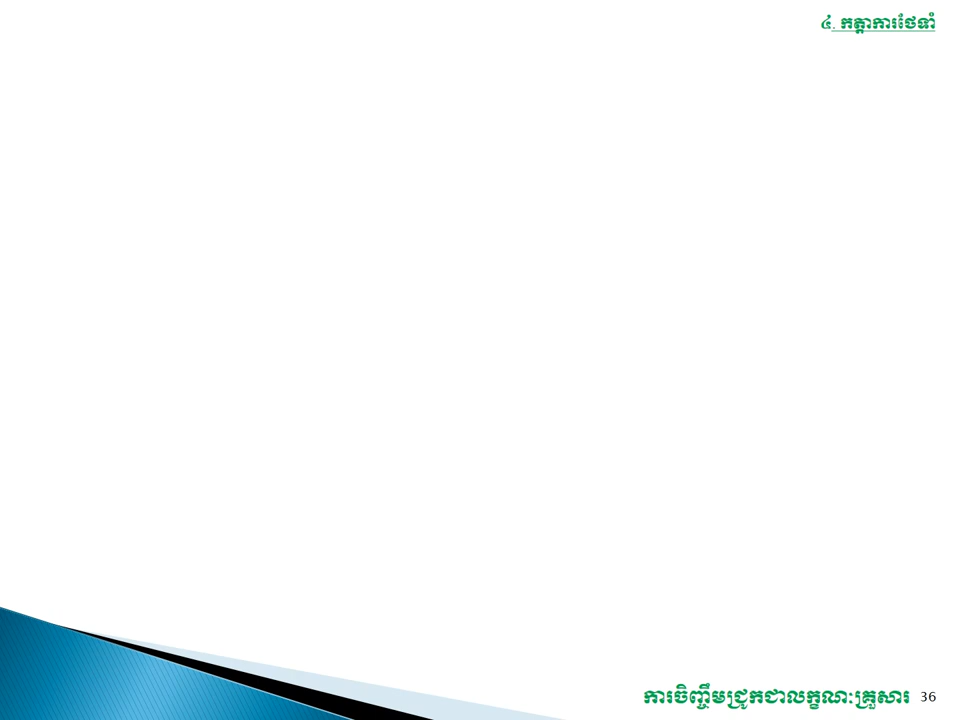 ៤. កត្តាការថែទាំ
ការចិញ្ចឹមជ្រូកជាលក្ខណៈគ្រួសារ 36